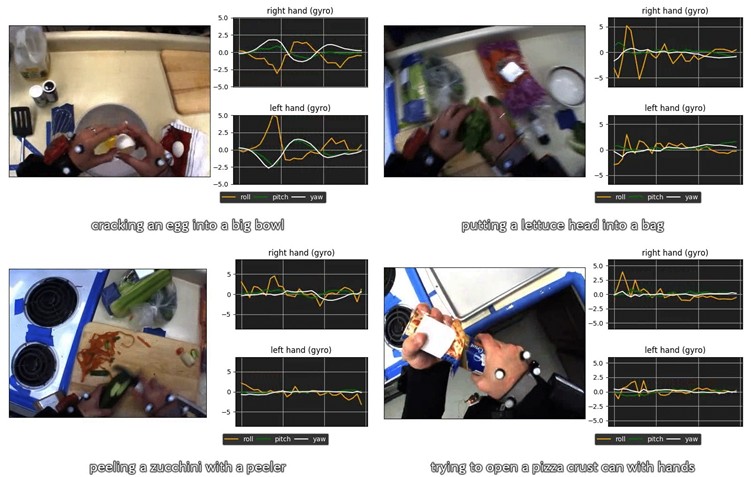 right hand (gyro)
5.0
2.5
0.0
−2.5
−5.0
left hand (gyro)
5.0
2.5
0.0
−2.5
−5.0
roll pitch yaw
cracking an egg into a big bowl
right hand (gyro)
5
0
−5
left hand (gyro)
5
0
−5
roll pitch yaw
putting a lettuce head into a bag
right hand (gyro)
5
0
−5
left hand (gyro)
5
0
−5
roll pitch yaw
peeling a zucchini with a peeler
right hand (gyro)
5.0
2.5
0.0
−2.5
−5.0
left hand (gyro)
5.0
2.5
0.0
−2.5
−5.0
roll pitch yaw
trying to open a pizza crust can with hands